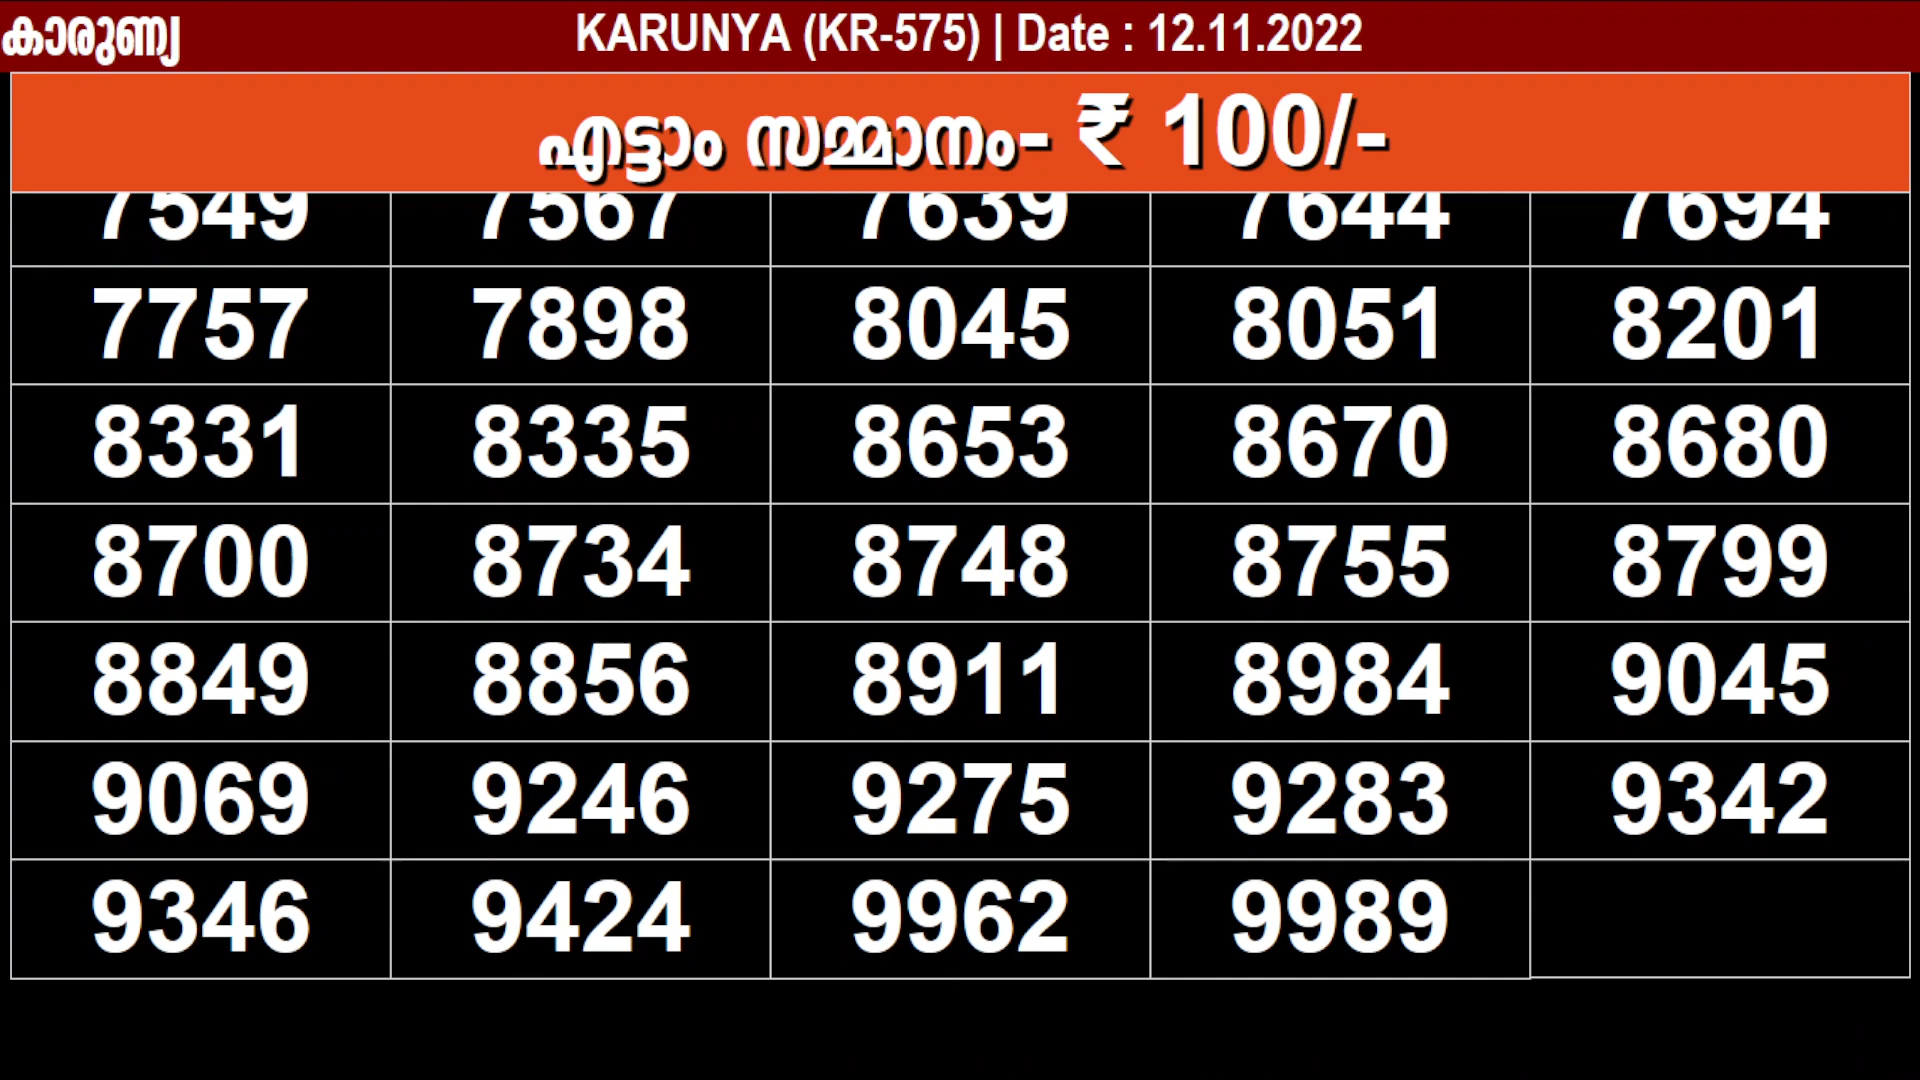 കാരുണ്യ KARUNYA (KR-575) | Date : 12.11.2022
എട്ടാം സമ്മാനം- ₹ 100/-
7549 7567 7639 7644 7694
7757 7898 8045 8051 8201
8331 8335 8653 8670 8680
8700 8734 8748 8755 8799
8849 8856 8911 8984 9045
9069 9246 9275 9283 9342
9346 9424 9962 9989